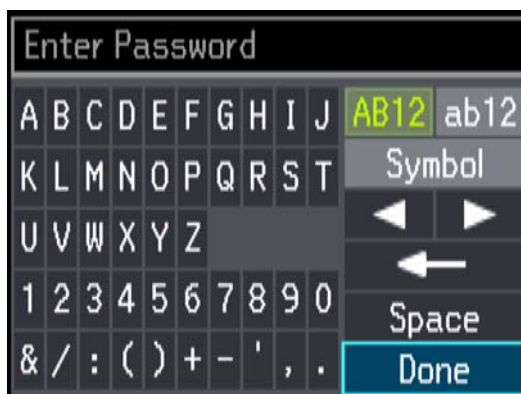 Enter Password
A B C D E F G H I J AB12 ab12
K L M N O P Q R S T Symbol
U V W X Y Z
1 2 3 4 5 6 7 8 9 0 Space
& / : ( ) + - ' , . Done